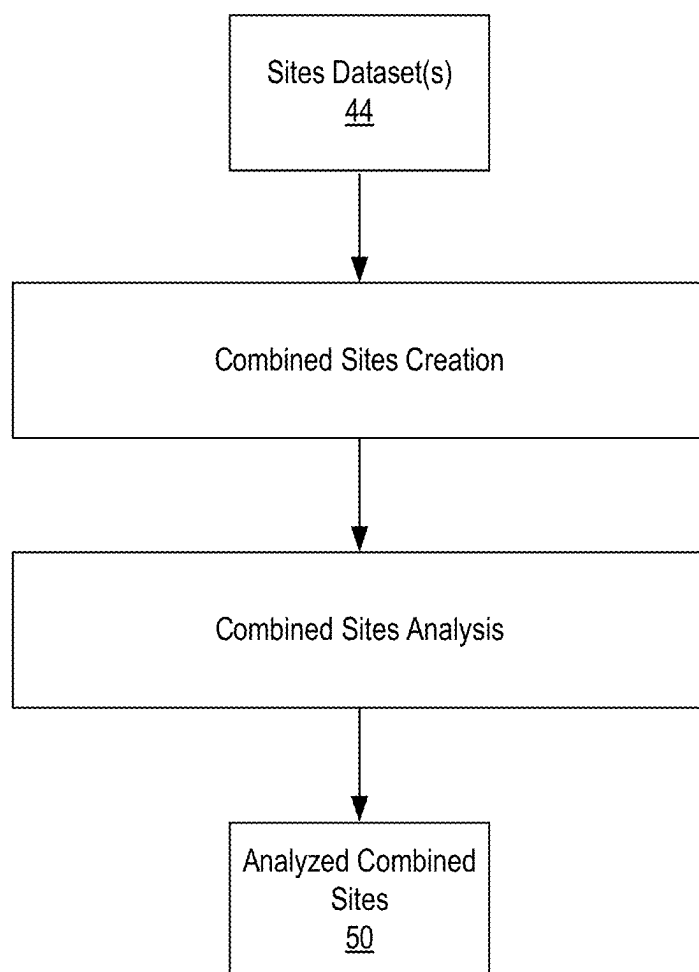 Sites Dataset(s)
44
Combined Sites Creation
Combined Sites Analysis
Analyzed Combined
Sites
50